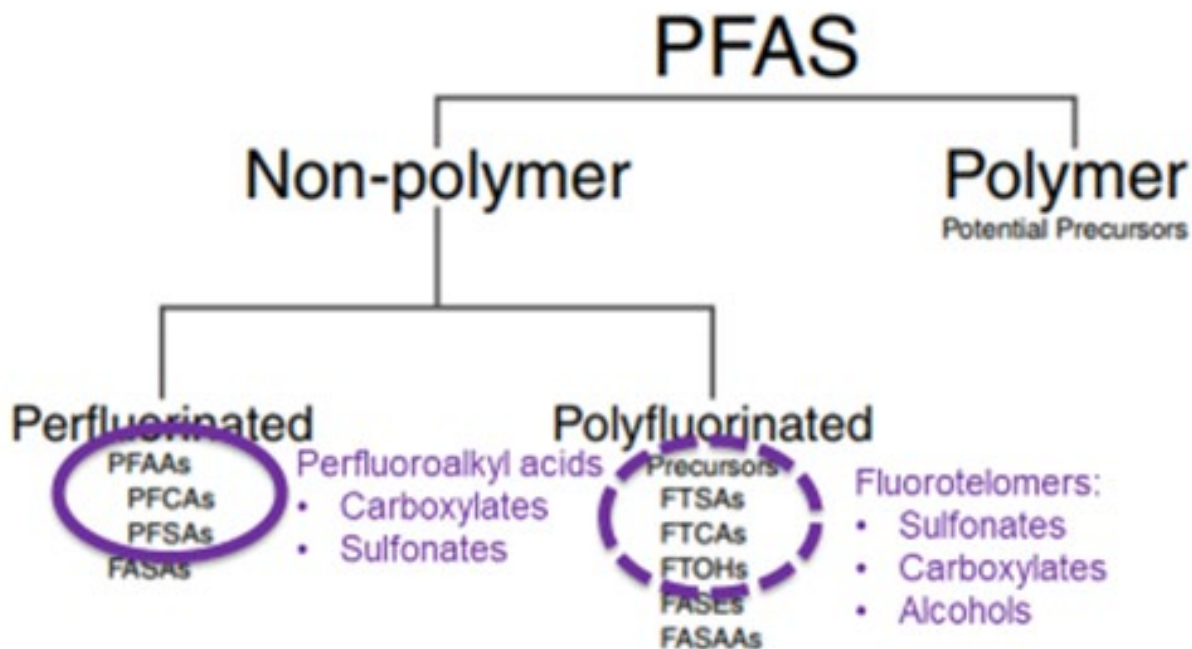 PFAS
Non-polymer
Polymer
Potential Precursors
Perfluorinated
PFAAs
PFCAs
PFSAs
FASAs
Perfluoroalkyl acids
• Carboxylates
• Sulfonates
Polyfluorinated
Precursors
FTSAs
FTCAs
FTOHs
FASEs
FASAAs
Fluorotelomers:
• Sulfonates
• Carboxylates
• Alcohols